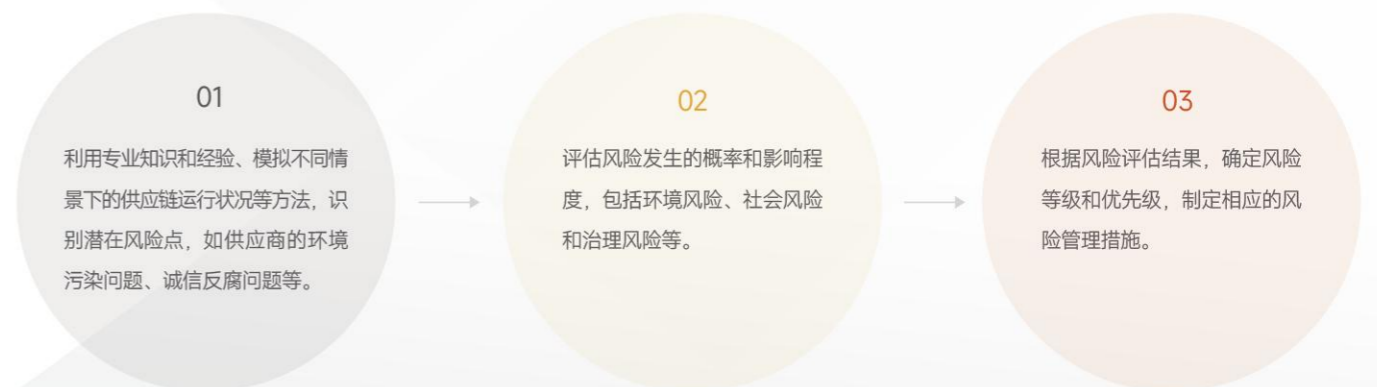 01
利用专业知识和经验、模拟不同情
景下的供应链运行状况等方法，识
别潜在风险点，如供应商的环境
污染问题、诚信反腐问题等。
02
评估风险发生的概率和影响程
度，包括环境风险、社会风险
和治理风险等。
03
根据风险评估结果，确定风险
等级和优先级，制定相应的风
险管理措施。